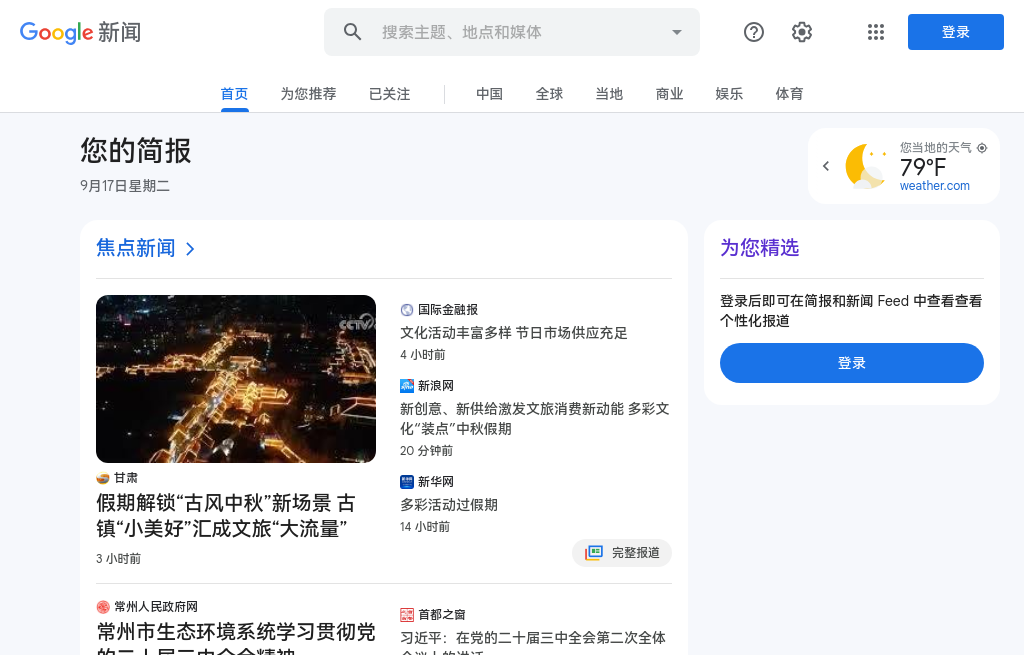 Google 新闻
搜索主题、地点和媒体
登录
首页
为您推荐
已关注
中国
全球
当地
商业
娱乐
体育
您的简报
9月17日星期二
您当地的天气
79°F
weather.com
焦点新闻
CCTV
甘肃
假期解锁“古风中秋”新场景 古
镇“小美好”汇成文旅“大流量”
3 小时前
国际金融报
文化活动丰富多样 节日市场供应充足
4 小时前
新浪网
新创意、新供给激发文旅消费新动能 多彩文
化“装点”中秋假期
20 分钟前
新华网
多彩活动过假期
14 小时前
完整报道
常州人民政府网
常州市生态环境系统学习贯彻党
的二十届三中全会精神
首都之窗
习近平：在党的二十届三中全会第二次全体
会议上的讲话
为您精选
登录后即可在简报和新闻 Feed 中查看查看
个性化报道
登录